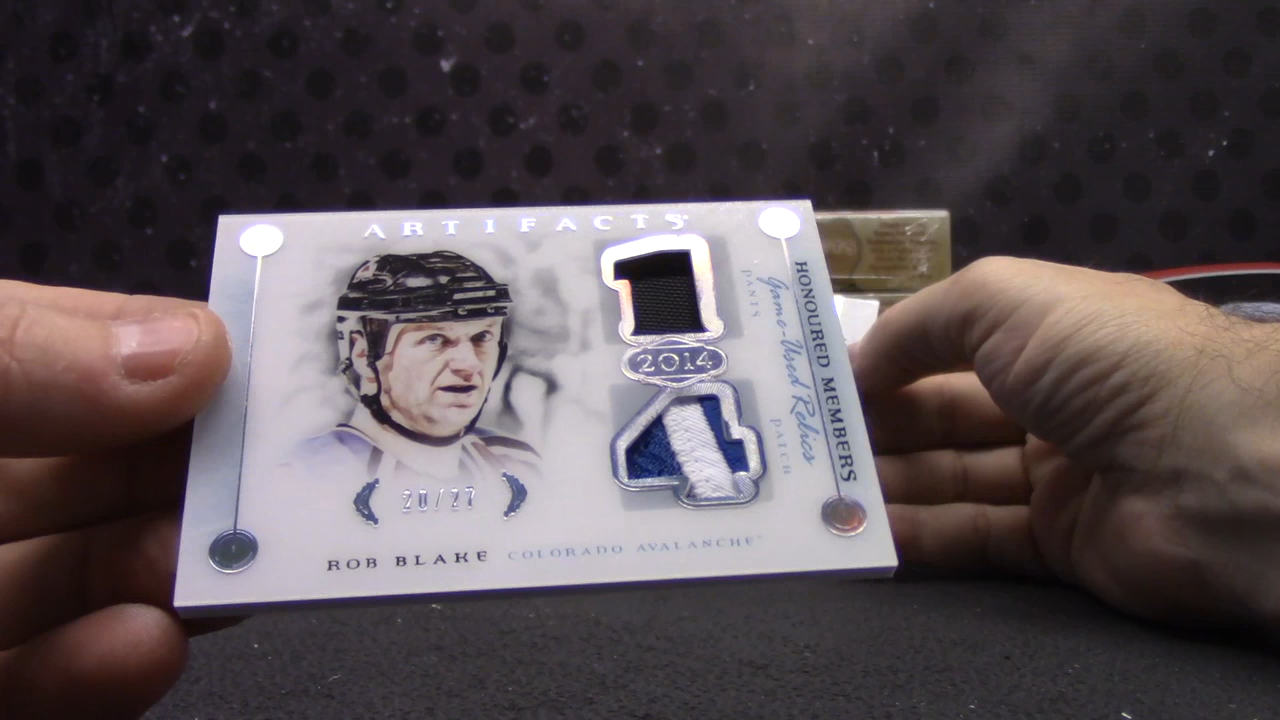 ARTIFACTS
PANTS
2014
PATCH
Game-Used Relics
HONOURED MEMBERS
20/27
ROB BLAKE COLORADO AVALANCHE